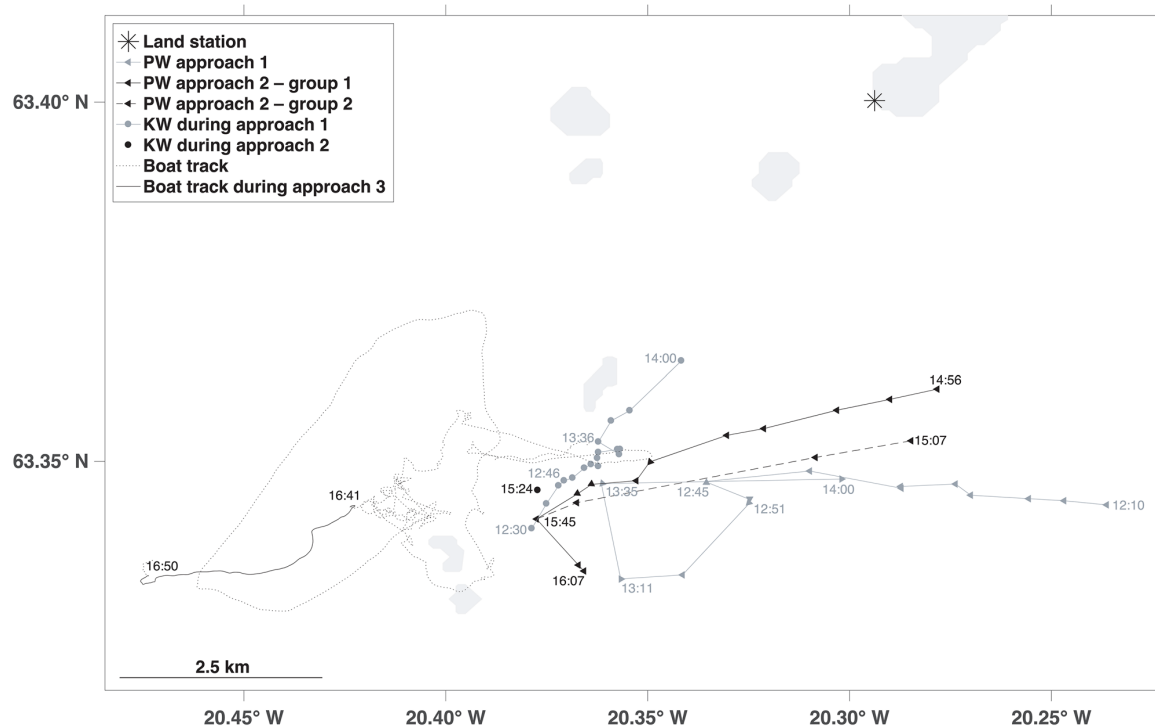 Land station
PW approach 1
PW approach 2 – group 1
PW approach 2 – group 2
KW during approach 1
KW during approach 2
Boat track
Boat track during approach 3
63.40° N
14:00
14:56
13:36
15:07
63.35° N
12:46
15:24
16:41
13:35
12:45
14:00
12:10
12:51
12:30
15:45
16:50
16:07
13:11
2.5 km
20.45° W
20.40° W
20.35° W
20.30° W
20.25° W